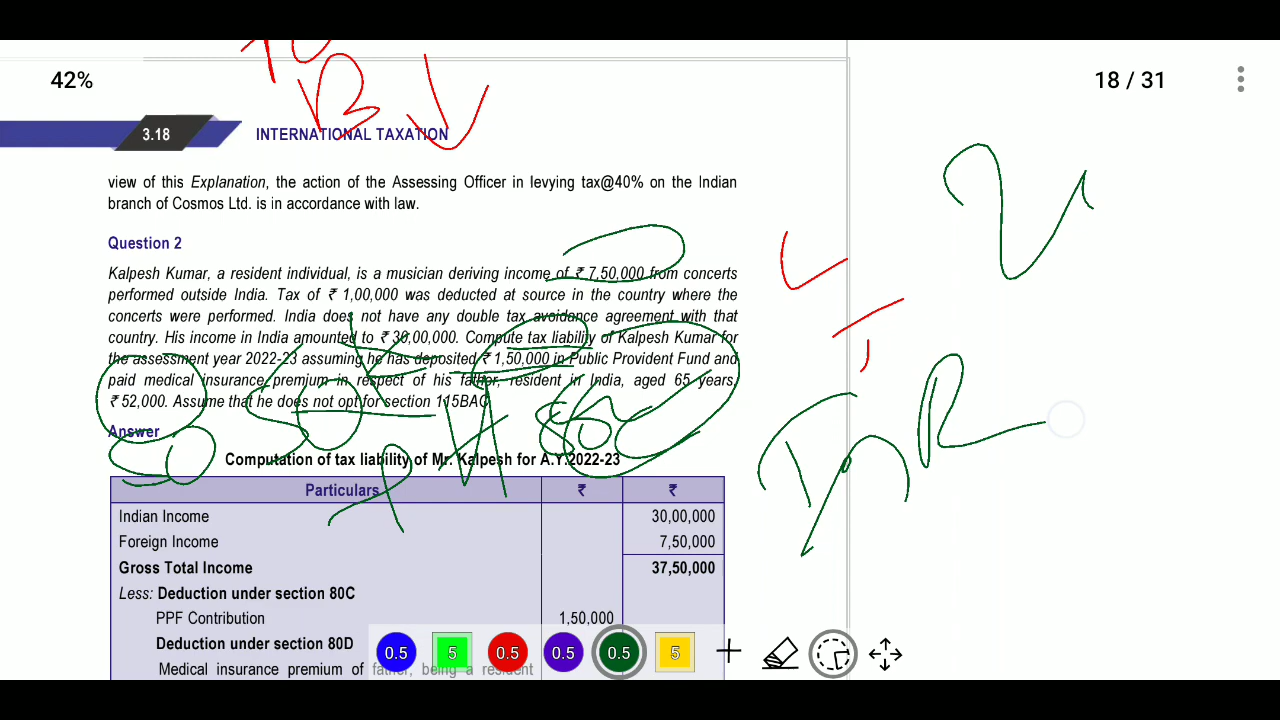 42%
18 / 31
3.18 INTERNATIONAL TAXATION
view of this Explanation, the action of the Assessing Officer in levying tax@40% on the Indian
branch of Cosmos Ltd. is in accordance with law.
Question 2
Kalpesh Kumar, a resident individual, is a musician deriving income of ₹ 7,50,000 from concerts
performed outside India. Tax of ₹ 1,00,000 was deducted at source in the country where the
concerts were performed. India does not have any double tax avoidance agreement with that
country. His income in India amounted to ₹ 30,00,000. Compute tax liability of Kalpesh Kumar for
the assessment year 2022-23 assuming he has deposited ₹ 1,50,000 in Public Provident Fund and
paid medical insurance premium in respect of his father, resident in India, aged 65 years,
₹ 52,000. Assume that he does not opt for section 115BAC.
Answer
Computation of tax liability of Mr. Kalpesh for A.Y.2022-23
Particulars ₹ ₹
Indian Income 30,00,000
Foreign Income 7,50,000
Gross Total Income 37,50,000
Less: Deduction under section 80C
PPF Contribution 1,50,000
Deduction under section 80D
Medical insurance premium of father, being a resident
0.5 5 0.5 0.5 0.5 5